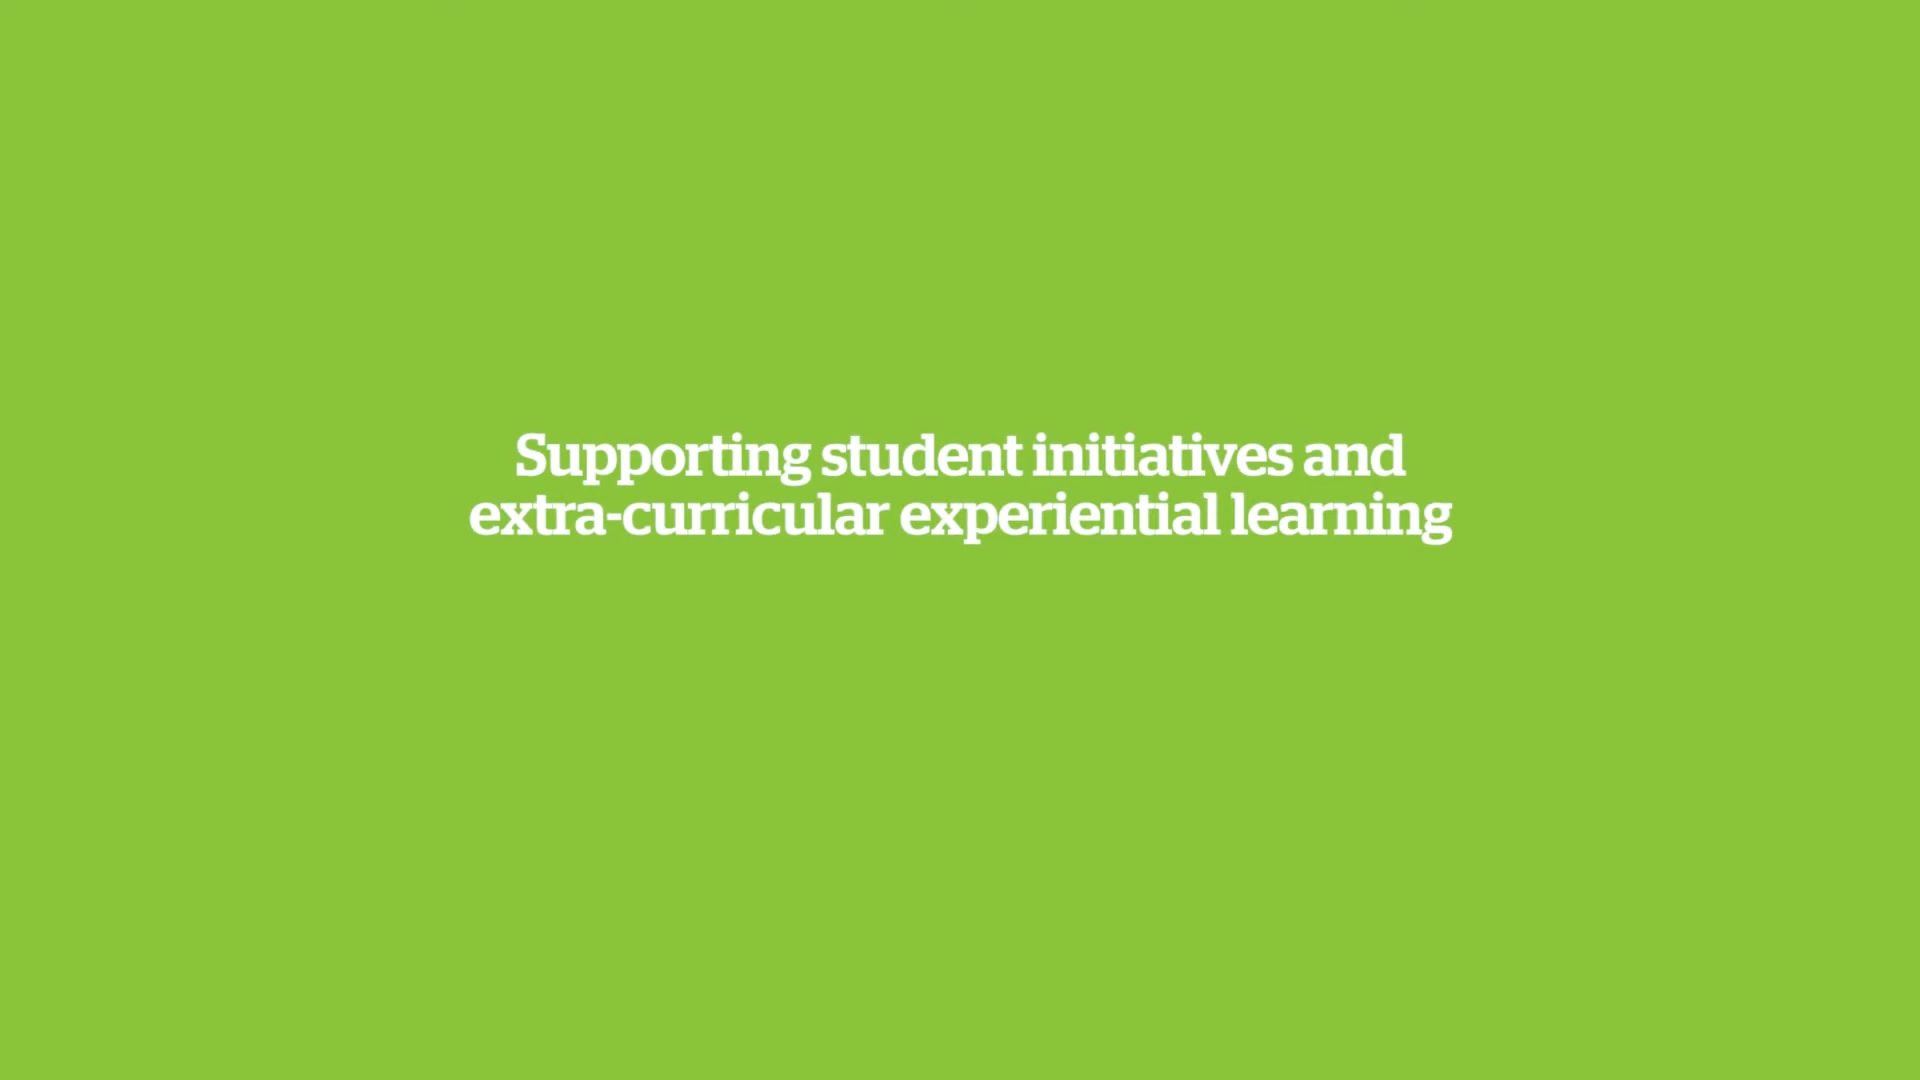 Supporting student initiatives and
extra-curricular experiential learning